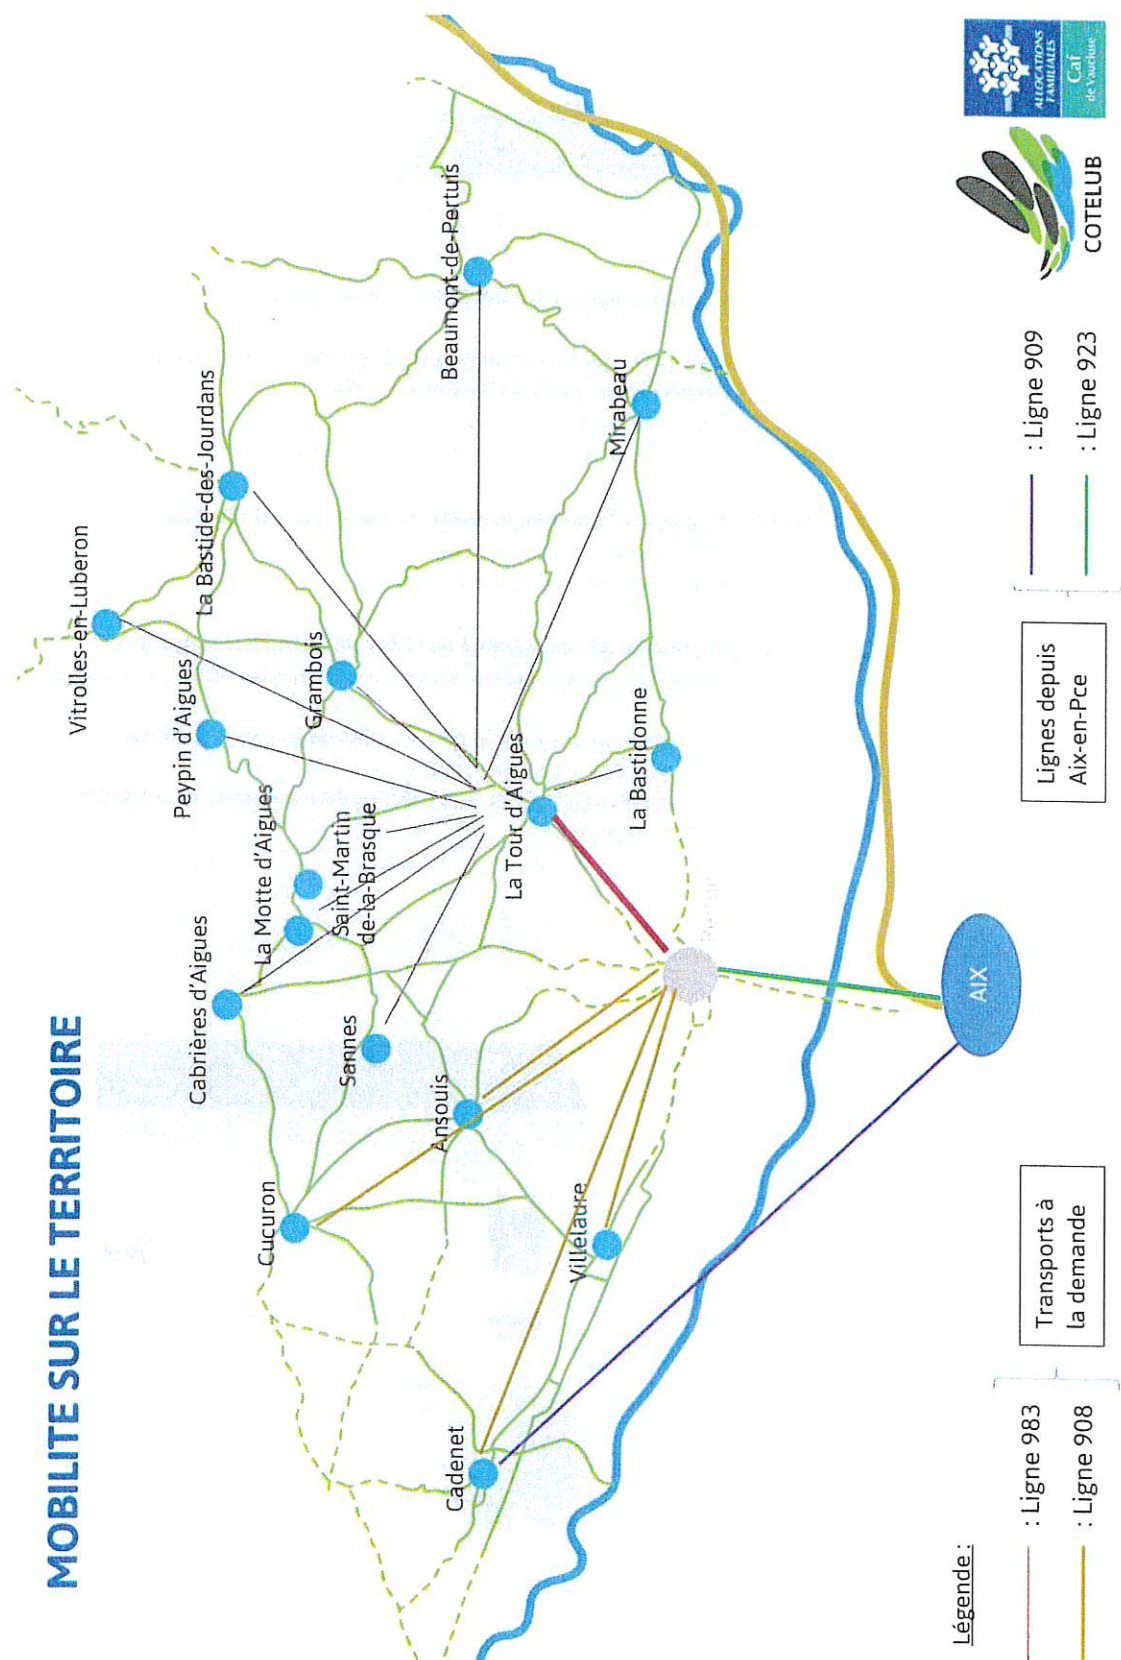 MOBILITE SUR LE TERRITOIRE
Vitrolles-en-Luberon
La Bastide-des-Jourdans
Peypin d'Aigues
Grambois
Beaumont-de-Pertuis
Cabrières d'Aigues
La Motte d'Aigues
Saint-Martin
de-la-Brasque
Sannes
Cucuron
Ansouis
La Tour d'Aigues
Mirabeau
La Bastidonne
Villelaure
Cadenet
AIX
Légende :
: Ligne 983
: Ligne 908
Transports à
la demande
Lignes depuis
Aix-en-Pce
: Ligne 909
: Ligne 923
COTELUB
ALLOCATIONS
FAMILIALES
Caf
de Vaucluse